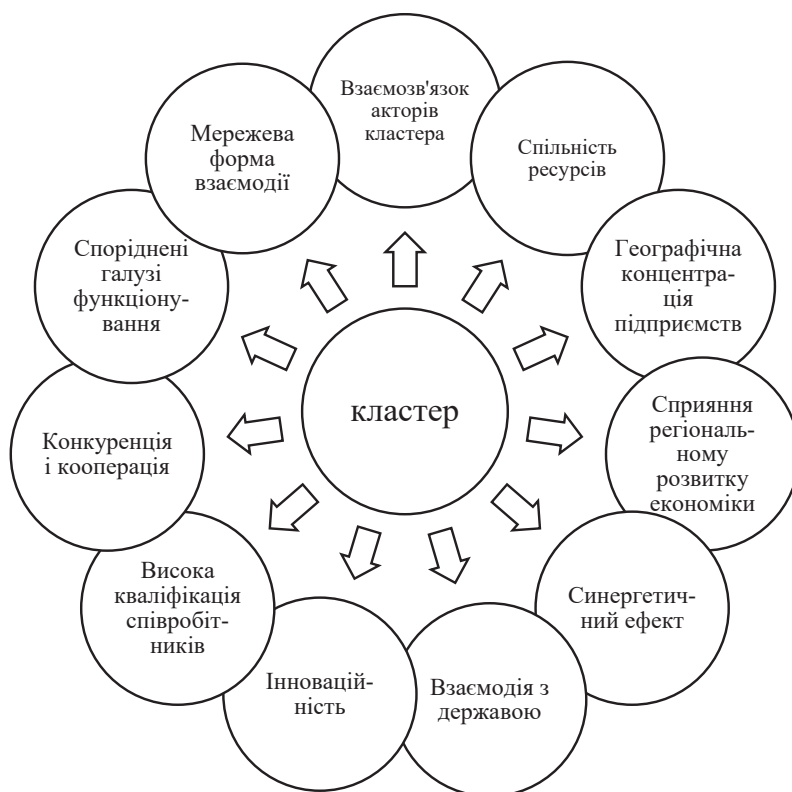 Взаємозв'язок
акторів
кластера
Спільність
ресурсів
Географічна
концентра-
ція
підприємств
Сприяння
регіональ-
ному
розвитку
економіки
Синергетич-
ний ефект
Взаємодія з
державою
Інновацій-
ність
Висока
кваліфікація
співробіт-
ників
Конкуренція
і кооперація
Споріднені
галузі
функціону-
вання
Мережева
форма
взаємодії
кластер